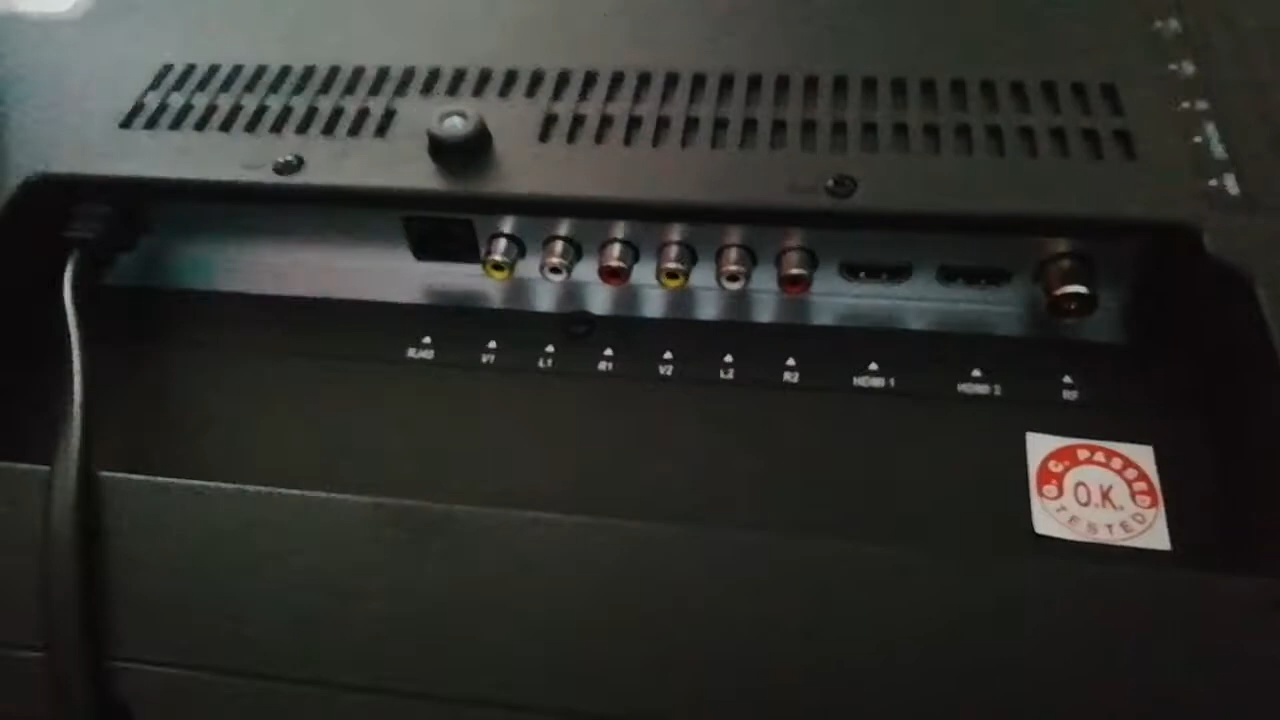 RJ45
V1
L1
R1
V2
L2
R2
HDMI 1
HDMI 2
RF
Q.C. PASSED
O.K.
TESTED